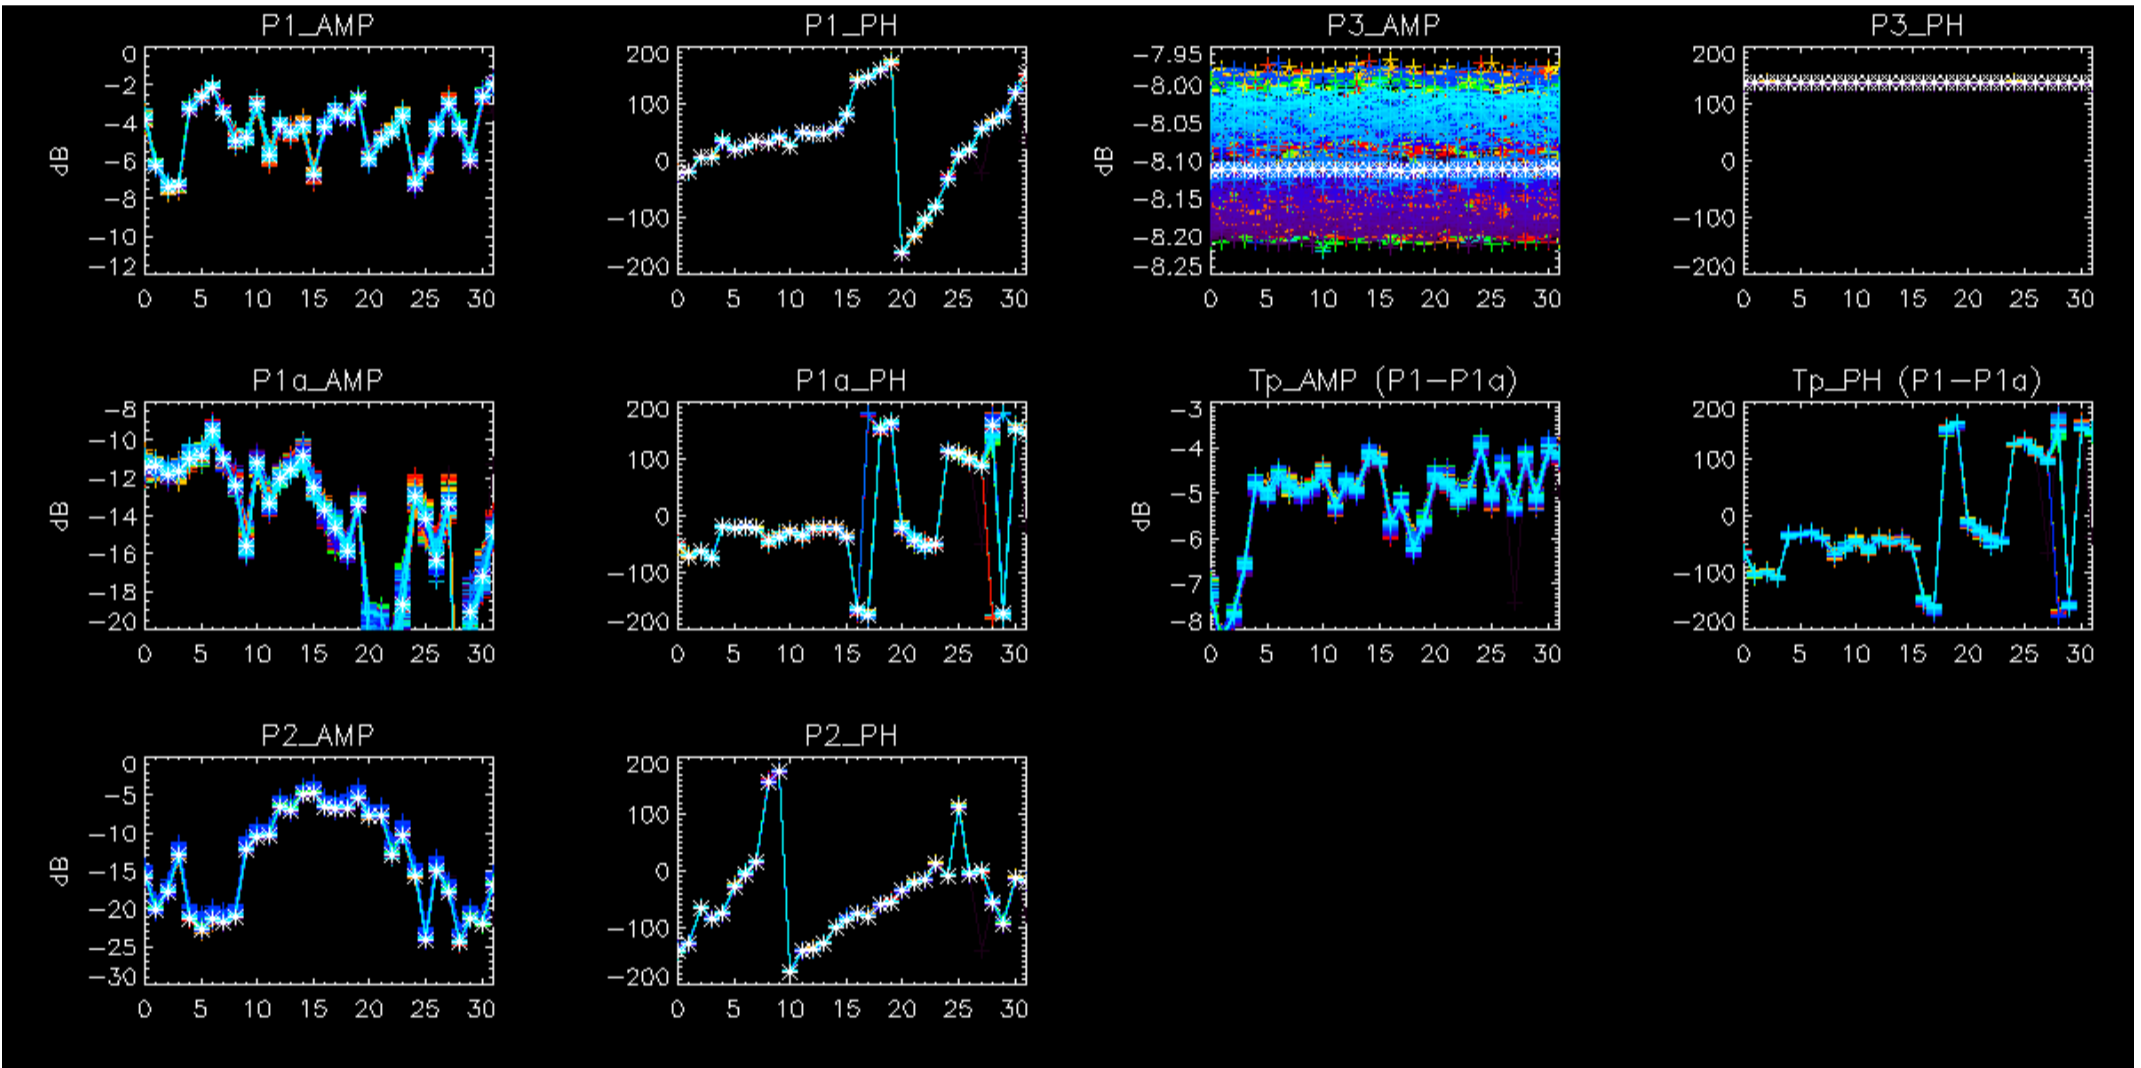 P1_AMP
P1_PH
P3_AMP
P3_PH
dB
0
-2
-4
-6
-8
-10
-12
0 5 10 15 20 25 30
200
100
0
-100
-200
0 5 10 15 20 25 30
dB
-7.95
-8.00
-8.05
-8.10
-8.15
-8.20
-8.25
0 5 10 15 20 25 30
200
100
0
-100
-200
0 5 10 15 20 25 30
P1a_AMP
P1a_PH
Tp_AMP (P1-P1a)
Tp_PH (P1-P1a)
dB
-8
-10
-12
-14
-16
-18
-20
0 5 10 15 20 25 30
200
100
0
-100
-200
0 5 10 15 20 25 30
dB
-3
-4
-5
-6
-7
-8
0 5 10 15 20 25 30
200
100
0
-100
-200
0 5 10 15 20 25 30
P2_AMP
P2_PH
dB
0
-5
-10
-15
-20
-25
-30
0 5 10 15 20 25 30
200
100
0
-100
-200
0 5 10 15 20 25 30